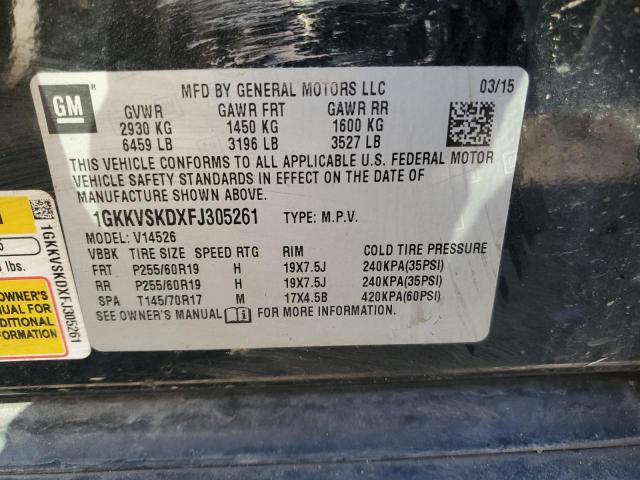 GM
MFD BY GENERAL MOTORS LLC 03/15
GVWR GAWR FRT GAWR RR
2930 KG 1450 KG 1600 KG
6459 LB 3196 LB 3527 LB
THIS VEHICLE CONFORMS TO ALL APPLICABLE U.S. FEDERAL MOTOR
VEHICLE SAFETY STANDARDS IN EFFECT ON THE DATE OF
MANUFACTURE SHOWN ABOVE.
1GKKVSKDXFJ305261 TYPE: M.P.V.
MODEL: V14526
VBBK TIRE SIZE SPEED RTG RIM COLD TIRE PRESSURE
FRT P255/60R19 H 19X7.5J 240KPA(35PSI)
RR P255/60R19 H 19X7.5J 240KPA(35PSI)
SPA T145/70R17 M 17X4.5B 420KPA(60PSI)
SEE OWNER'S MANUAL FOR MORE INFORMATION.
lbs.
OWNER'S
MANUAL FOR
ADDITIONAL
INFORMATION
1GKKVSKDXFJ305261